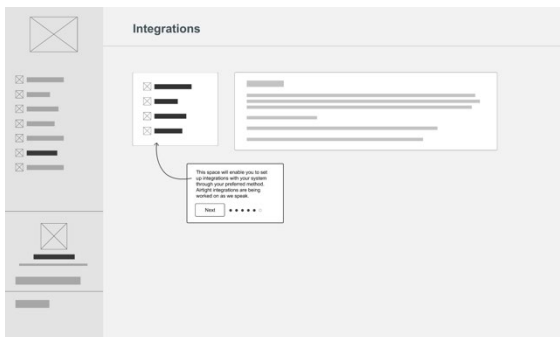 Integrations
This space will enable you to set
up integrations with your system
through your preferred method.
Airlight integrations are being
worked on as we speak.
Next